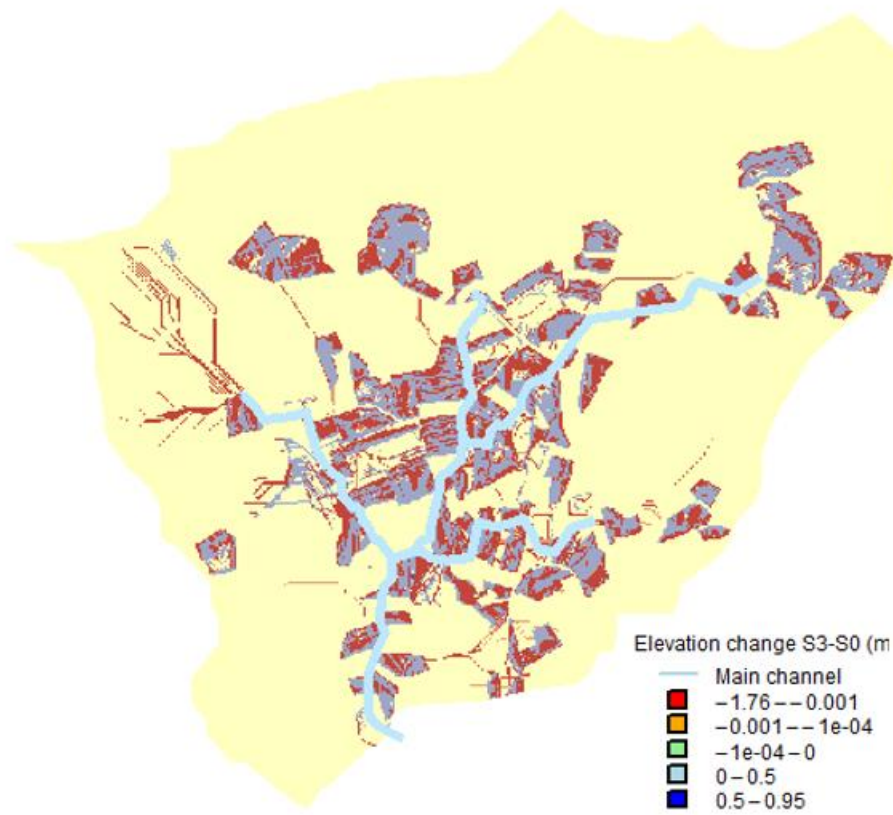 Elevation change S3-S0 (m
Main channel
−1.76 – −0.001
−0.001 – −1e−04
−1e−04 – 0
0 – 0.5
0.5 – 0.95